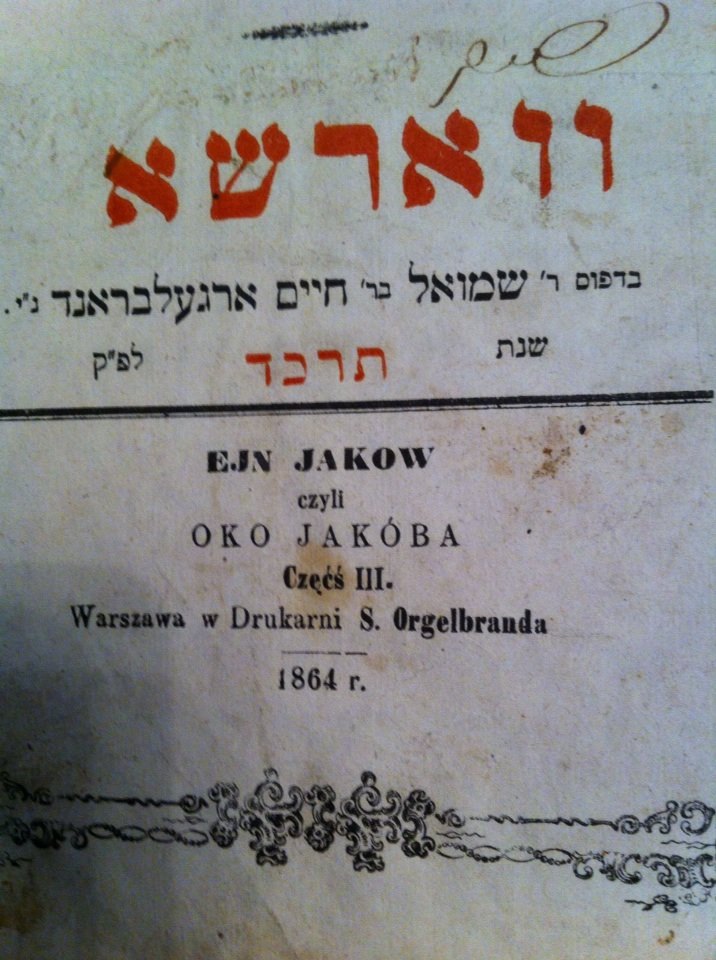 ווארשא
בדפוס ר׳ שמואל בר׳ חיים ארגעלבראנד נ״י.
שנת תרכד לפ״ק
EJN JAKOW
czyli
OKO JAKÓBA
Częćś III.
Warszawa w Drukarni S. Orgelbranda
1864 r.